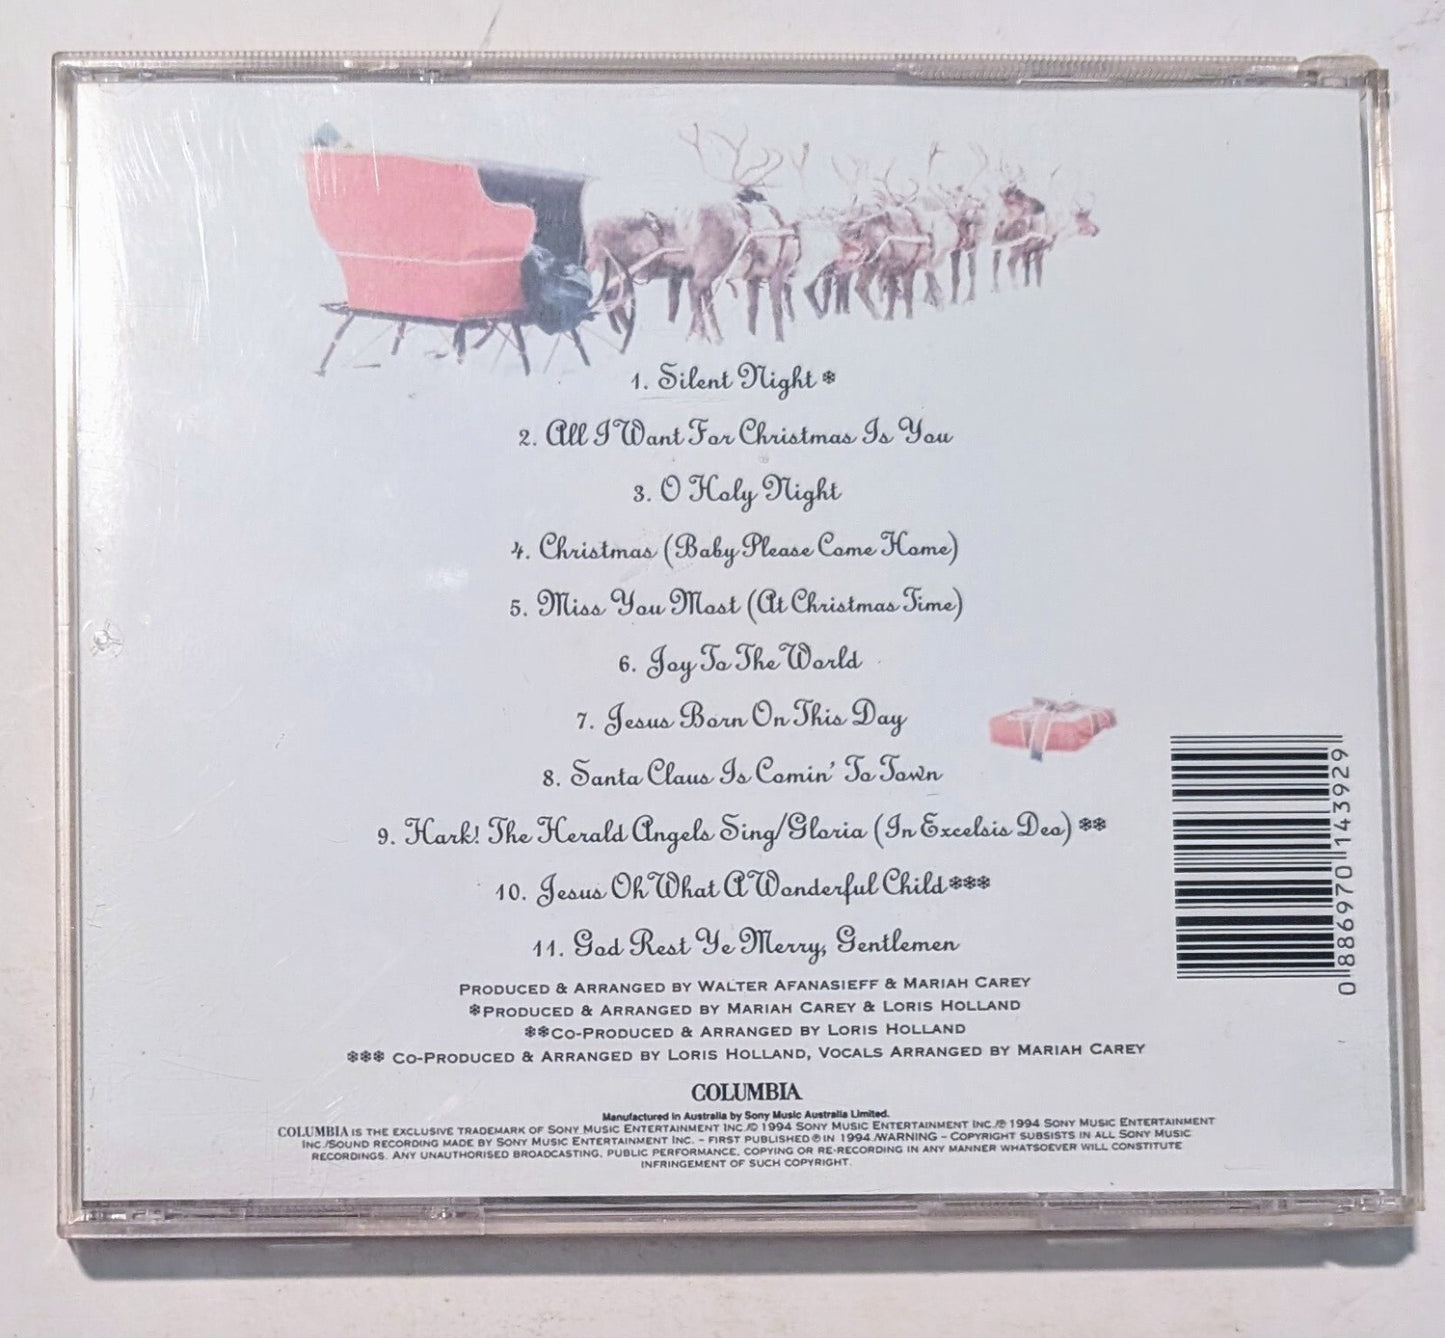 1. Silent Night *
2. All I Want For Christmas Is You
3. O Holy Night
4. Christmas (Baby Please Come Home)
5. Miss You Most (At Christmas Time)
6. Joy To The World
7. Jesus Born On This Day
8. Santa Claus Is Comin' To Town
9. Hark! The Herald Angels Sing/Gloria (In Excelsis Deo) **
10. Jesus Oh What A Wonderful Child ***
11. God Rest Ye Merry, Gentlemen
0 886970 143929
PRODUCED & ARRANGED BY WALTER AFANASIEFF & MARIAH CAREY
*PRODUCED & ARRANGED BY MARIAH CAREY & LORIS HOLLAND
**CO-PRODUCED & ARRANGED BY LORIS HOLLAND
*** CO-PRODUCED & ARRANGED BY LORIS HOLLAND, VOCALS ARRANGED BY MARIAH CAREY
COLUMBIA
Manufactured in Australia by Sony Music Australia Limited.
COLUMBIA IS THE EXCLUSIVE TRADEMARK OF SONY MUSIC ENTERTAINMENT INC./© 1994 SONY MUSIC ENTERTAINMENT INC./℗ 1994 SONY MUSIC ENTERTAINMENT
INC./SOUND RECORDING MADE BY SONY MUSIC ENTERTAINMENT INC. – FIRST PUBLISHED ℗ IN 1994./WARNING – COPYRIGHT SUBSISTS IN ALL SONY MUSIC
RECORDINGS. ANY UNAUTHORISED BROADCASTING, PUBLIC PERFORMANCE, COPYING OR RE-RECORDING IN ANY MANNER WHATSOEVER WILL CONSTITUTE
INFRINGEMENT OF SUCH COPYRIGHT.